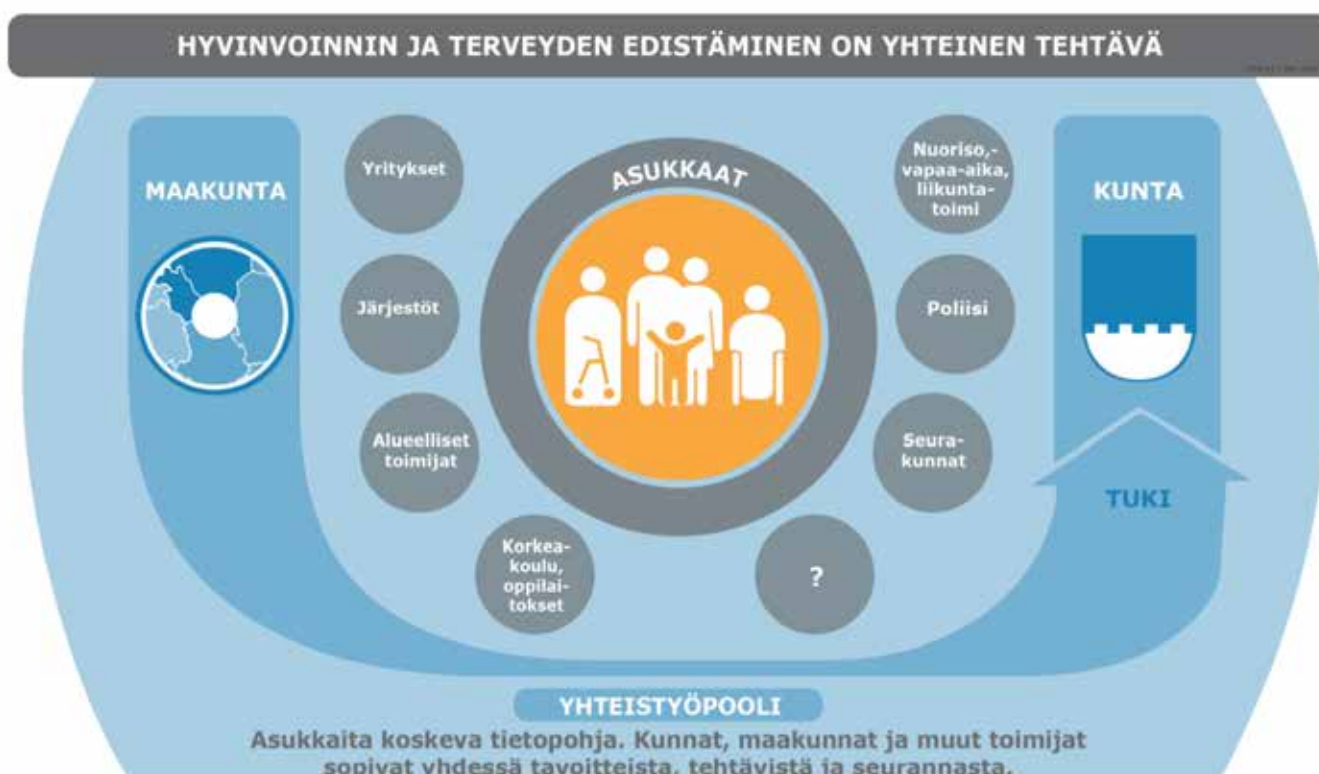 HYVINVOINNIN JA TERVEYDEN EDISTÄMINEN ON YHTEINEN TEHTÄVÄ
MAAKUNTA
Yritykset
Järjestöt
Alueelliset
toimijat
Korkea-
koulu,
oppilai-
tokset
ASUKKAAT
Nuoriso,-
vapaa-aika,
liikunta-
toimi
Poliisi
Seura-
kunnat
?
KUNTA
TUKI
YHTEISTYÖPOOLI
Asukkaita koskeva tietopohja. Kunnat, maakunnat ja muut toimijat
sopivat yhdessä tavoitteista, tehtävistä ja seurannasta.